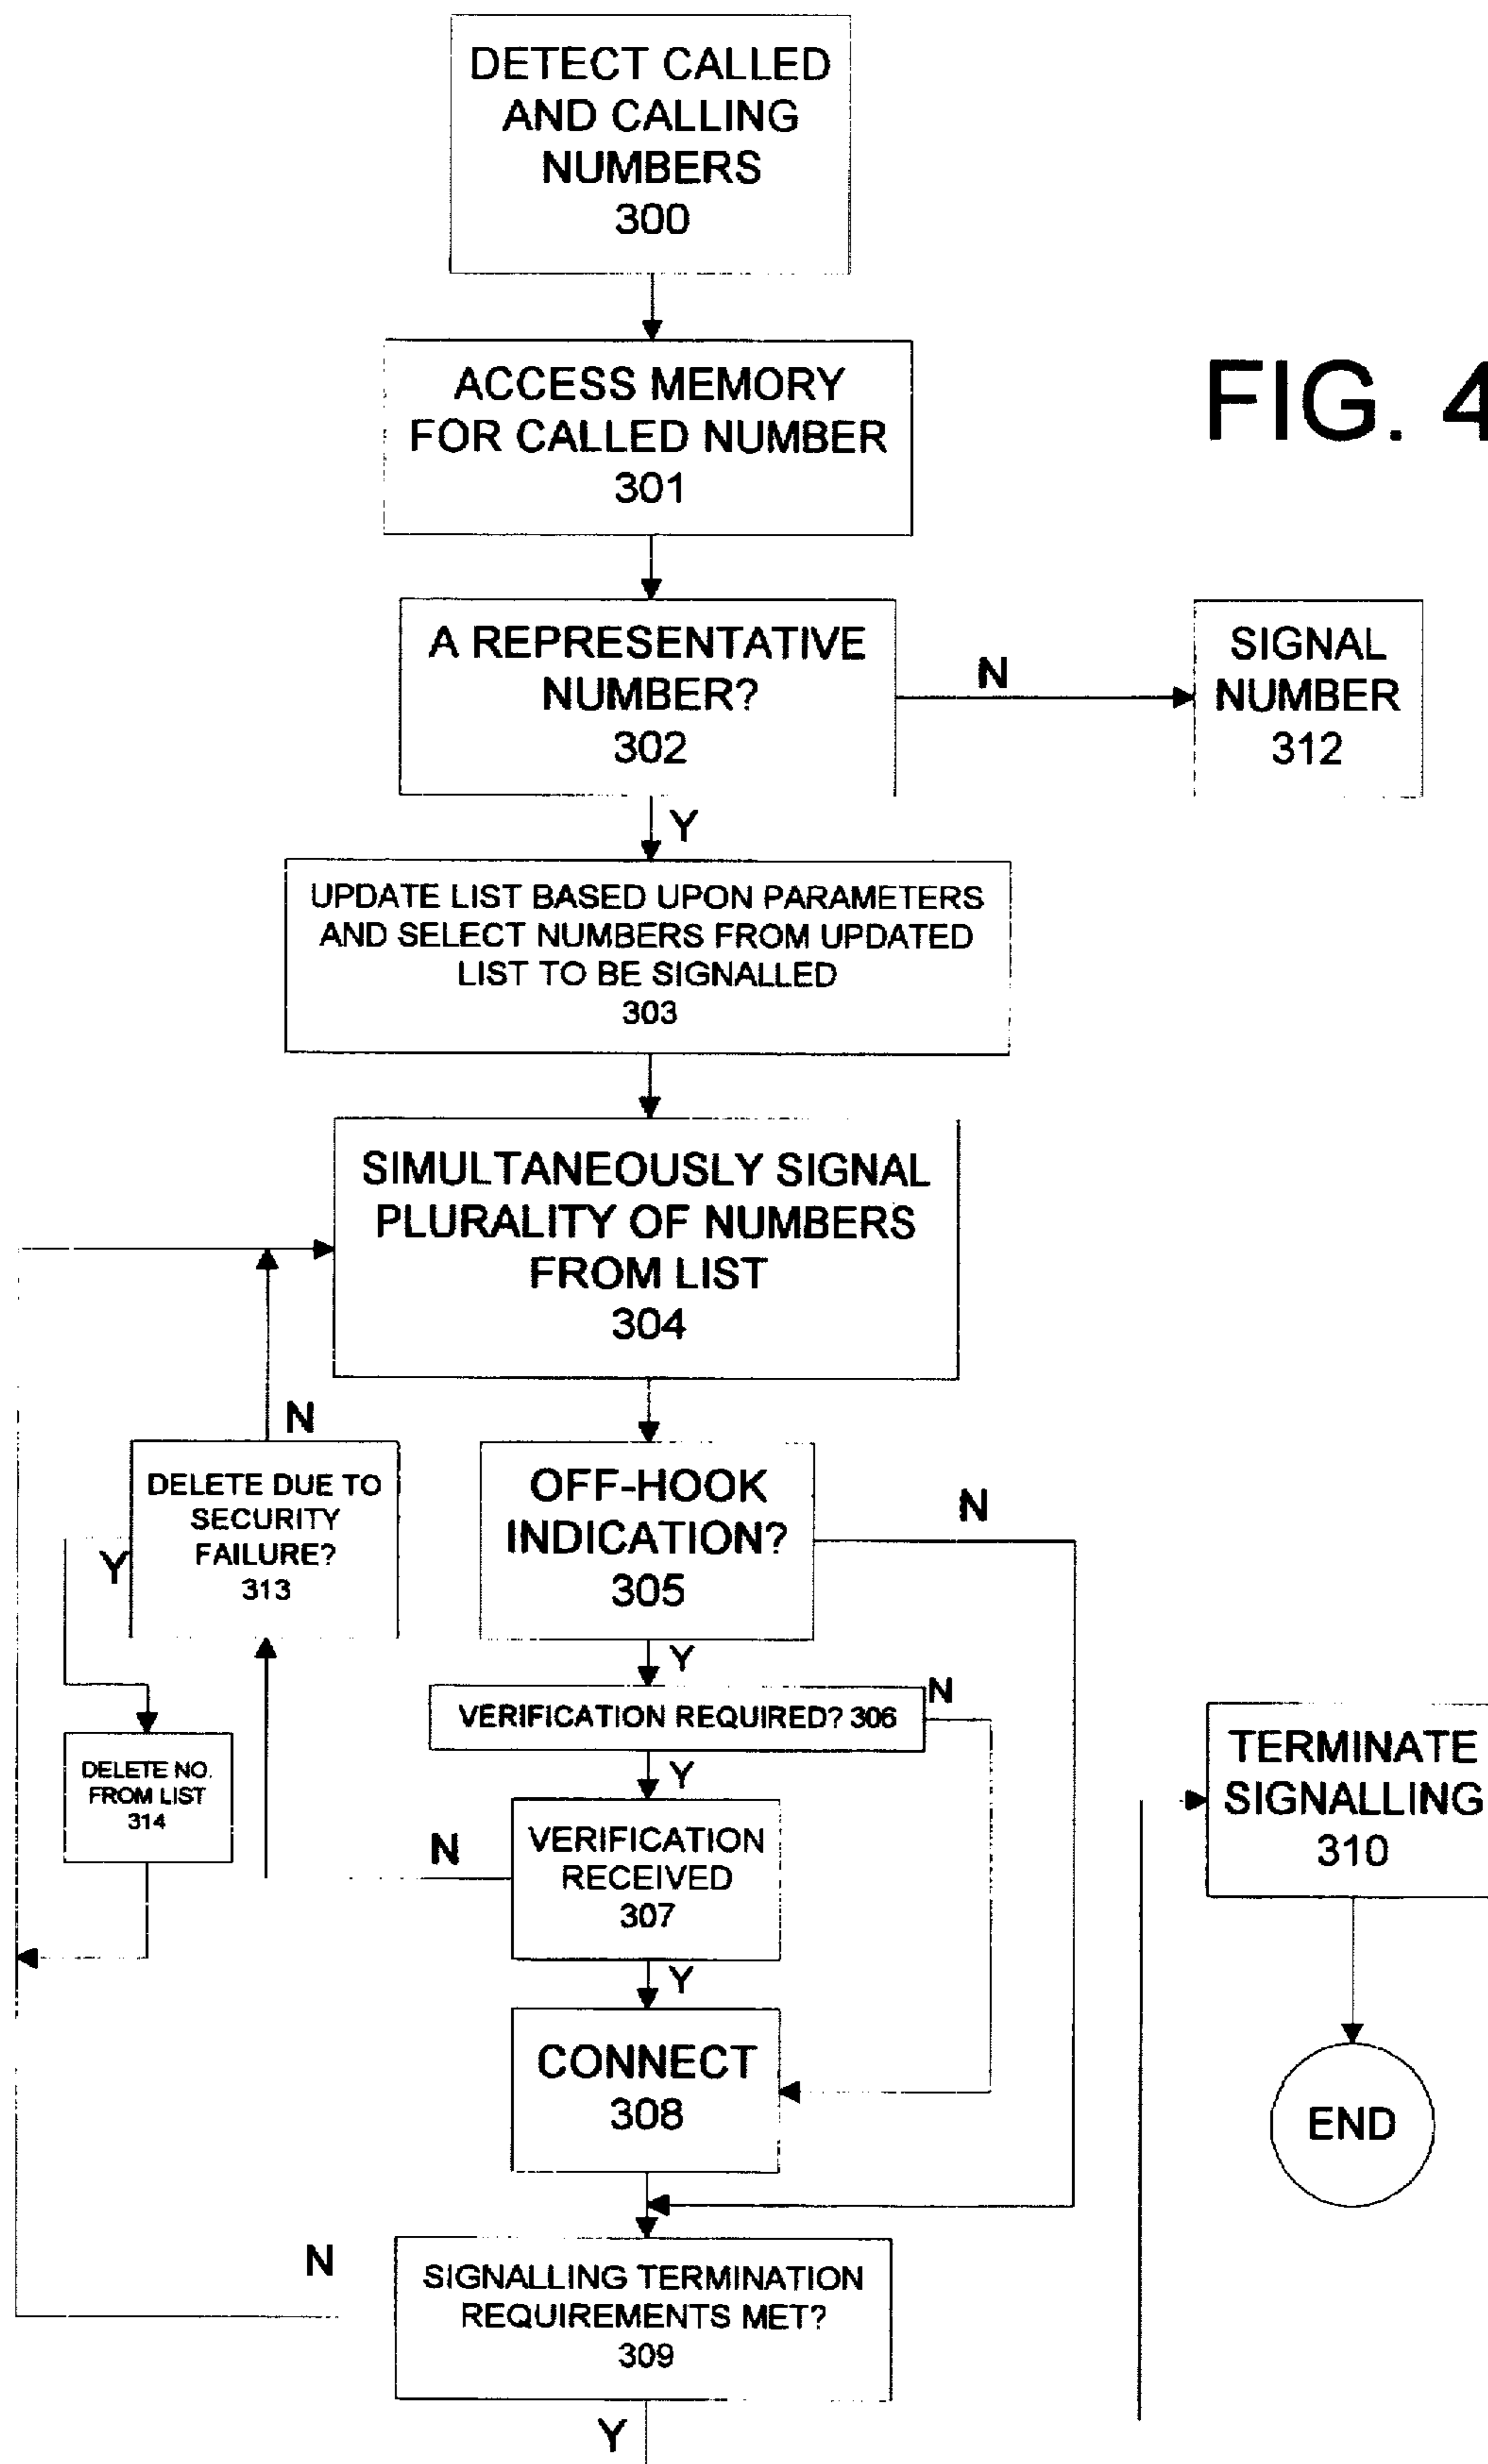 DETECT CALLED
AND CALLING
NUMBERS
300
ACCESS MEMORY
FOR CALLED NUMBER
301
FIG. 4
A REPRESENTATIVE
NUMBER?
302
N
SIGNAL
NUMBER
312
Y
UPDATE LIST BASED UPON PARAMETERS
AND SELECT NUMBERS FROM UPDATED
LIST TO BE SIGNALLED
303
SIMULTANEOUSLY SIGNAL
PLURALITY OF NUMBERS
FROM LIST
304
N
DELETE DUE TO
SECURITY
FAILURE?
313
Y
OFF-HOOK
INDICATION?
305
N
Y
VERIFICATION REQUIRED? 306
N
Y
DELETE NO.
FROM LIST
314
VERIFICATION
RECEIVED
307
N
Y
TERMINATE
SIGNALLING
310
CONNECT
308
END
N
SIGNALLING TERMINATION
REQUIREMENTS MET?
309
Y